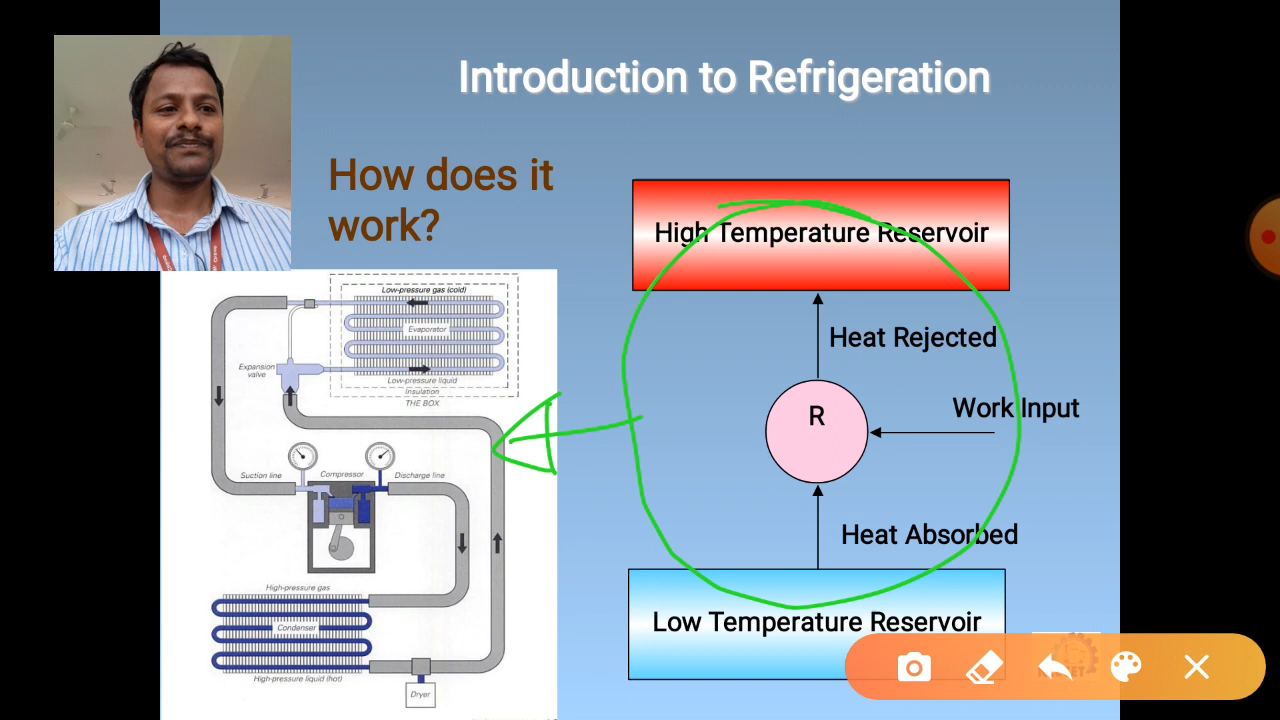 Introduction to Refrigeration
How does it
work?
High Temperature Reservoir
Heat Rejected
R
Work Input
Heat Absorbed
Low Temperature Reservoir
Low-pressure gas (cold)
Evaporator
Expansion
valve
Low-pressure liquid
Insulation
THE BOX
Suction line
Compressor
Discharge line
High-pressure gas
Condenser
High-pressure liquid (hot)
Dryer